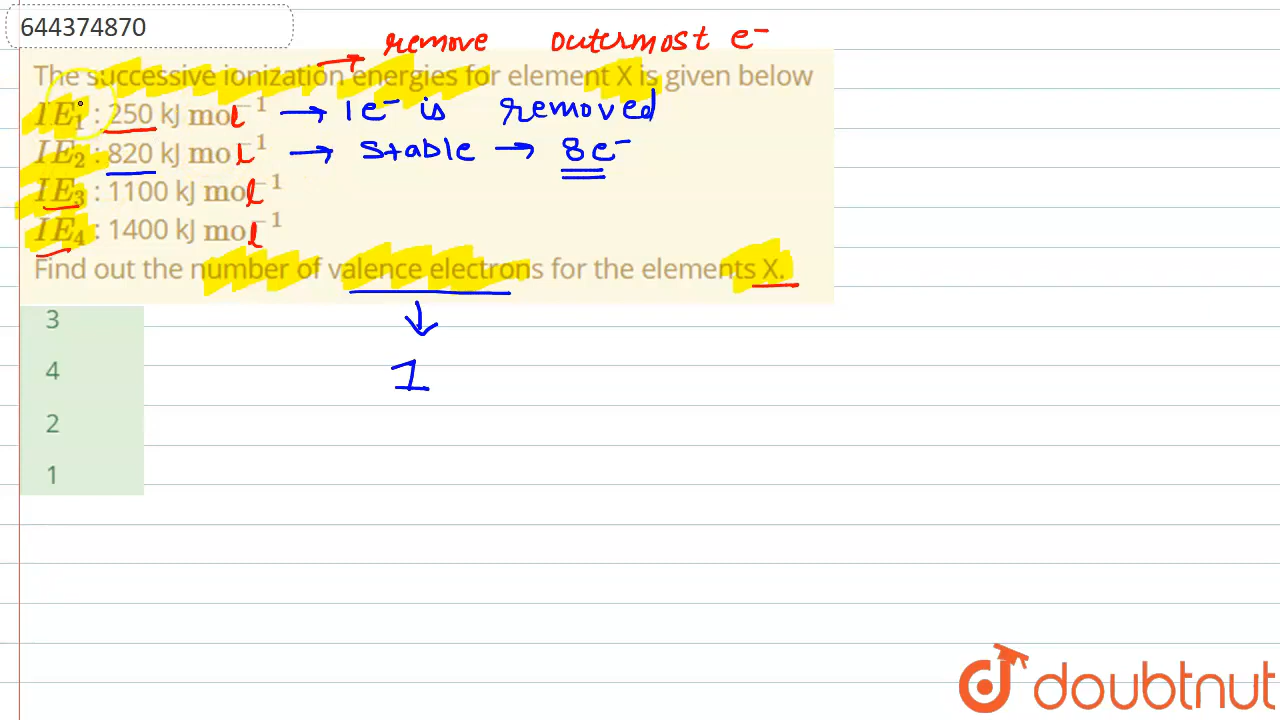 644374870
remove outermost e⁻
The successive ionization energies for element X is given below
IE₁ : 250 kJ mol⁻¹ → 1e⁻ is removed
IE₂ : 820 kJ mol⁻¹ → stable → 8e⁻
IE₃ : 1100 kJ mol⁻¹
IE₄ : 1400 kJ mol⁻¹
Find out the number of valence electrons for the elements X.
3
4
1
2
1
doubtnut